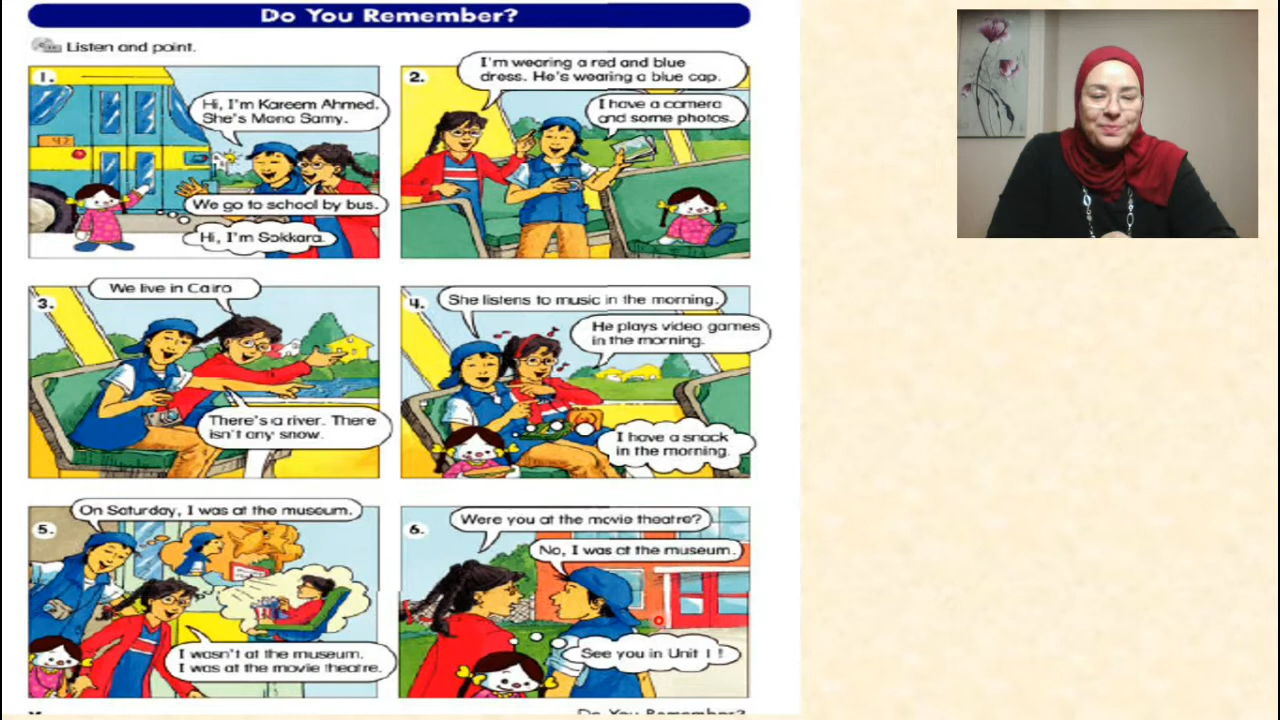 Do You Remember?
Listen and point.
1.
Hi, I'm Kareem Ahmed.
She's Mona Samy.
42
We go to school by bus.
Hi, I'm Sokkara.
2.
I'm wearing a red and blue
dress. He's wearing a blue cap.
I have a camera
and some photos.
3.
We live in Cairo
There's a river. There
isn't any snow.
4.
She listens to music in the morning.
He plays video games
in the morning.
I have a snack
in the morning.
5.
On Saturday, I was at the museum.
I wasn't at the museum.
I was at the movie theatre.
6.
Were you at the movie theatre?
No, I was at the museum.
See you in Unit 1!
Do You Remember?